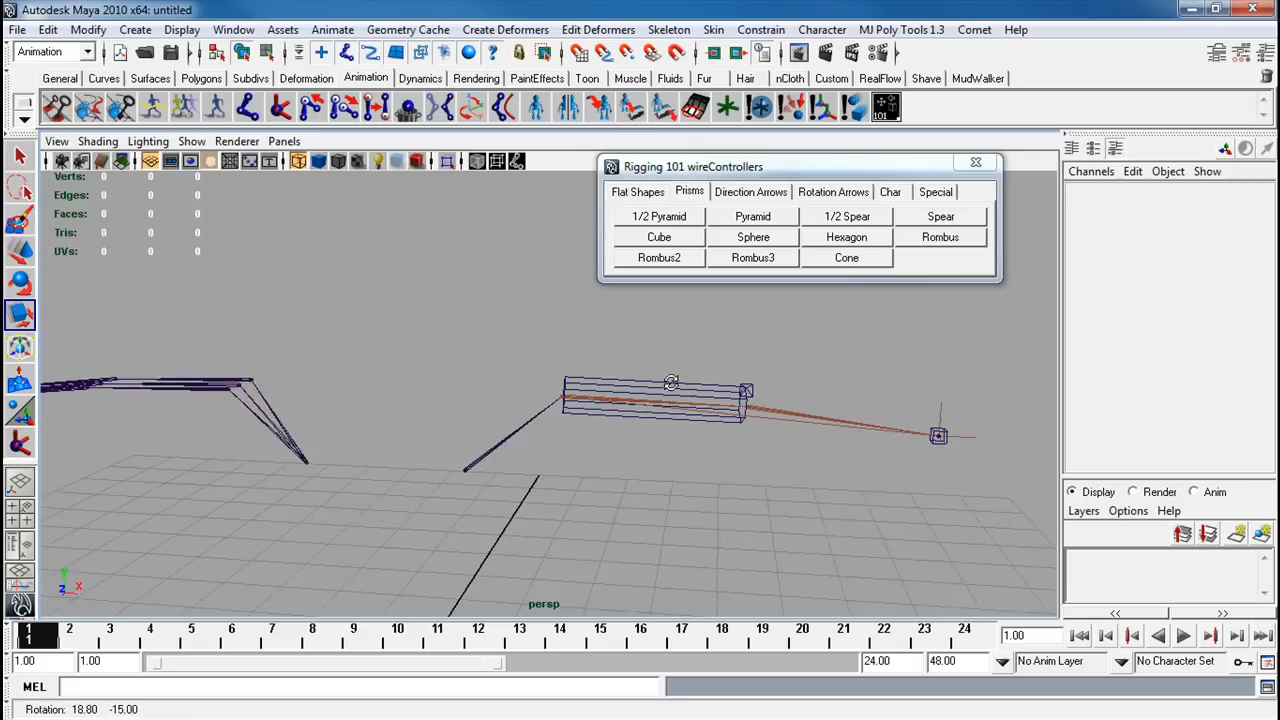 Autodesk Maya 2010 x64: untitled
File Edit Modify Create Display Window Assets Animate Geometry Cache Create Deformers Edit Deformers Skeleton Skin Constrain Character MJ Poly Tools 1.3 Comet Help
Animation
General Curves Surfaces Polygons Subdivs Deformation Animation Dynamics Rendering PaintEffects Toon Muscle Fluids Fur Hair nCloth Custom RealFlow Shave MudWalker
101
View Shading Lighting Show Renderer Panels
Verts: 0 0 0
Edges: 0 0 0
Faces: 0 0 0
Tris: 0 0 0
UVs: 0 0 0
Rigging 101 wireControllers
Flat Shapes Prisms Direction Arrows Rotation Arrows Char Special
1/2 Pyramid Pyramid 1/2 Spear Spear
Cube Sphere Hexagon Rombus
Rombus2 Rombus3 Cone
Channels Edit Object Show
Display Render Anim
Layers Options Help
Y X Z
persp
<< >>
1 2 3 4 5 6 7 8 9 10 11 12 13 14 15 16 17 18 19 20 21 22 23 24 1.00
1
1.00 1.00 24.00 48.00 No Anim Layer No Character Set
MEL
Rotation: 18.80 -15.00